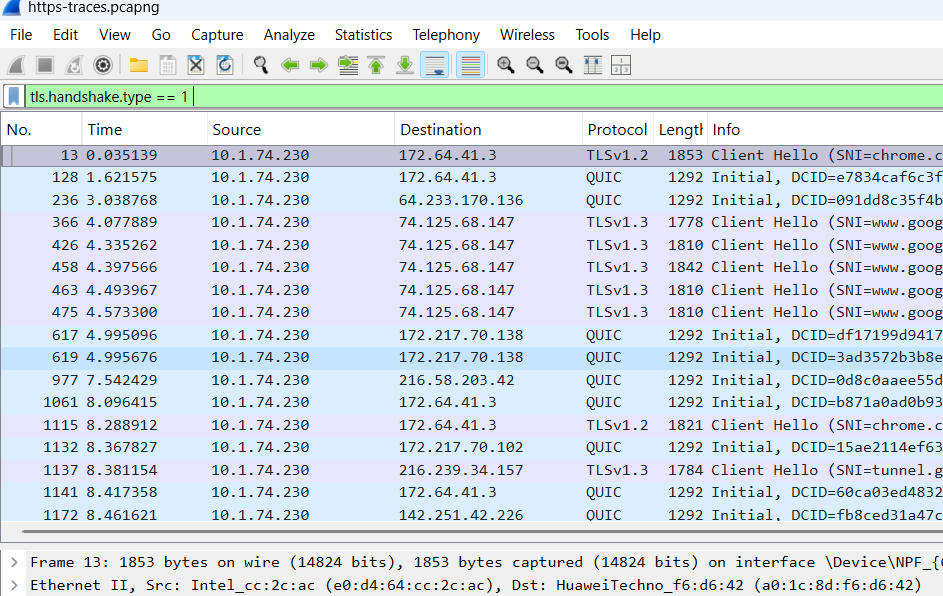 https-traces.pcapng
File Edit View Go Capture Analyze Statistics Telephony Wireless Tools Help
tls.handshake.type == 1
No. Time Source Destination Protocol Length Info
13 0.035139 10.1.74.230 172.64.41.3 TLSv1.2 1853 Client Hello (SNI=chrome.c
128 1.621575 10.1.74.230 172.64.41.3 QUIC 1292 Initial, DCID=e7834caf6c3f
236 3.038768 10.1.74.230 64.233.170.136 QUIC 1292 Initial, DCID=091dd8c35f4b
366 4.077889 10.1.74.230 74.125.68.147 TLSv1.3 1778 Client Hello (SNI=www.goog
426 4.335262 10.1.74.230 74.125.68.147 TLSv1.3 1810 Client Hello (SNI=www.goog
458 4.397566 10.1.74.230 74.125.68.147 TLSv1.3 1842 Client Hello (SNI=www.goog
463 4.493967 10.1.74.230 74.125.68.147 TLSv1.3 1810 Client Hello (SNI=www.goog
475 4.573300 10.1.74.230 74.125.68.147 TLSv1.3 1810 Client Hello (SNI=www.goog
617 4.995096 10.1.74.230 172.217.70.138 QUIC 1292 Initial, DCID=df17199d9417
619 4.995676 10.1.74.230 172.217.70.138 QUIC 1292 Initial, DCID=3ad3572b3b8e
977 7.542429 10.1.74.230 216.58.203.42 QUIC 1292 Initial, DCID=0d8c0aaee55d
1061 8.096415 10.1.74.230 172.64.41.3 QUIC 1292 Initial, DCID=b871a0ad0b93
1115 8.288912 10.1.74.230 172.64.41.3 TLSv1.2 1821 Client Hello (SNI=chrome.c
1132 8.367827 10.1.74.230 172.217.70.102 QUIC 1292 Initial, DCID=15ae2114ef63
1137 8.381154 10.1.74.230 216.239.34.157 TLSv1.3 1784 Client Hello (SNI=tunnel.g
1141 8.417358 10.1.74.230 172.64.41.3 QUIC 1292 Initial, DCID=60ca03ed4832
1172 8.461621 10.1.74.230 142.251.42.226 QUIC 1292 Initial, DCID=fb8ced31a47c
Frame 13: 1853 bytes on wire (14824 bits), 1853 bytes captured (14824 bits) on interface \Device\NPF_{
Ethernet II, Src: Intel_cc:2c:ac (e0:d4:64:cc:2c:ac), Dst: HuaweiTechno_f6:d6:42 (a0:1c:8d:f6:d6:42)